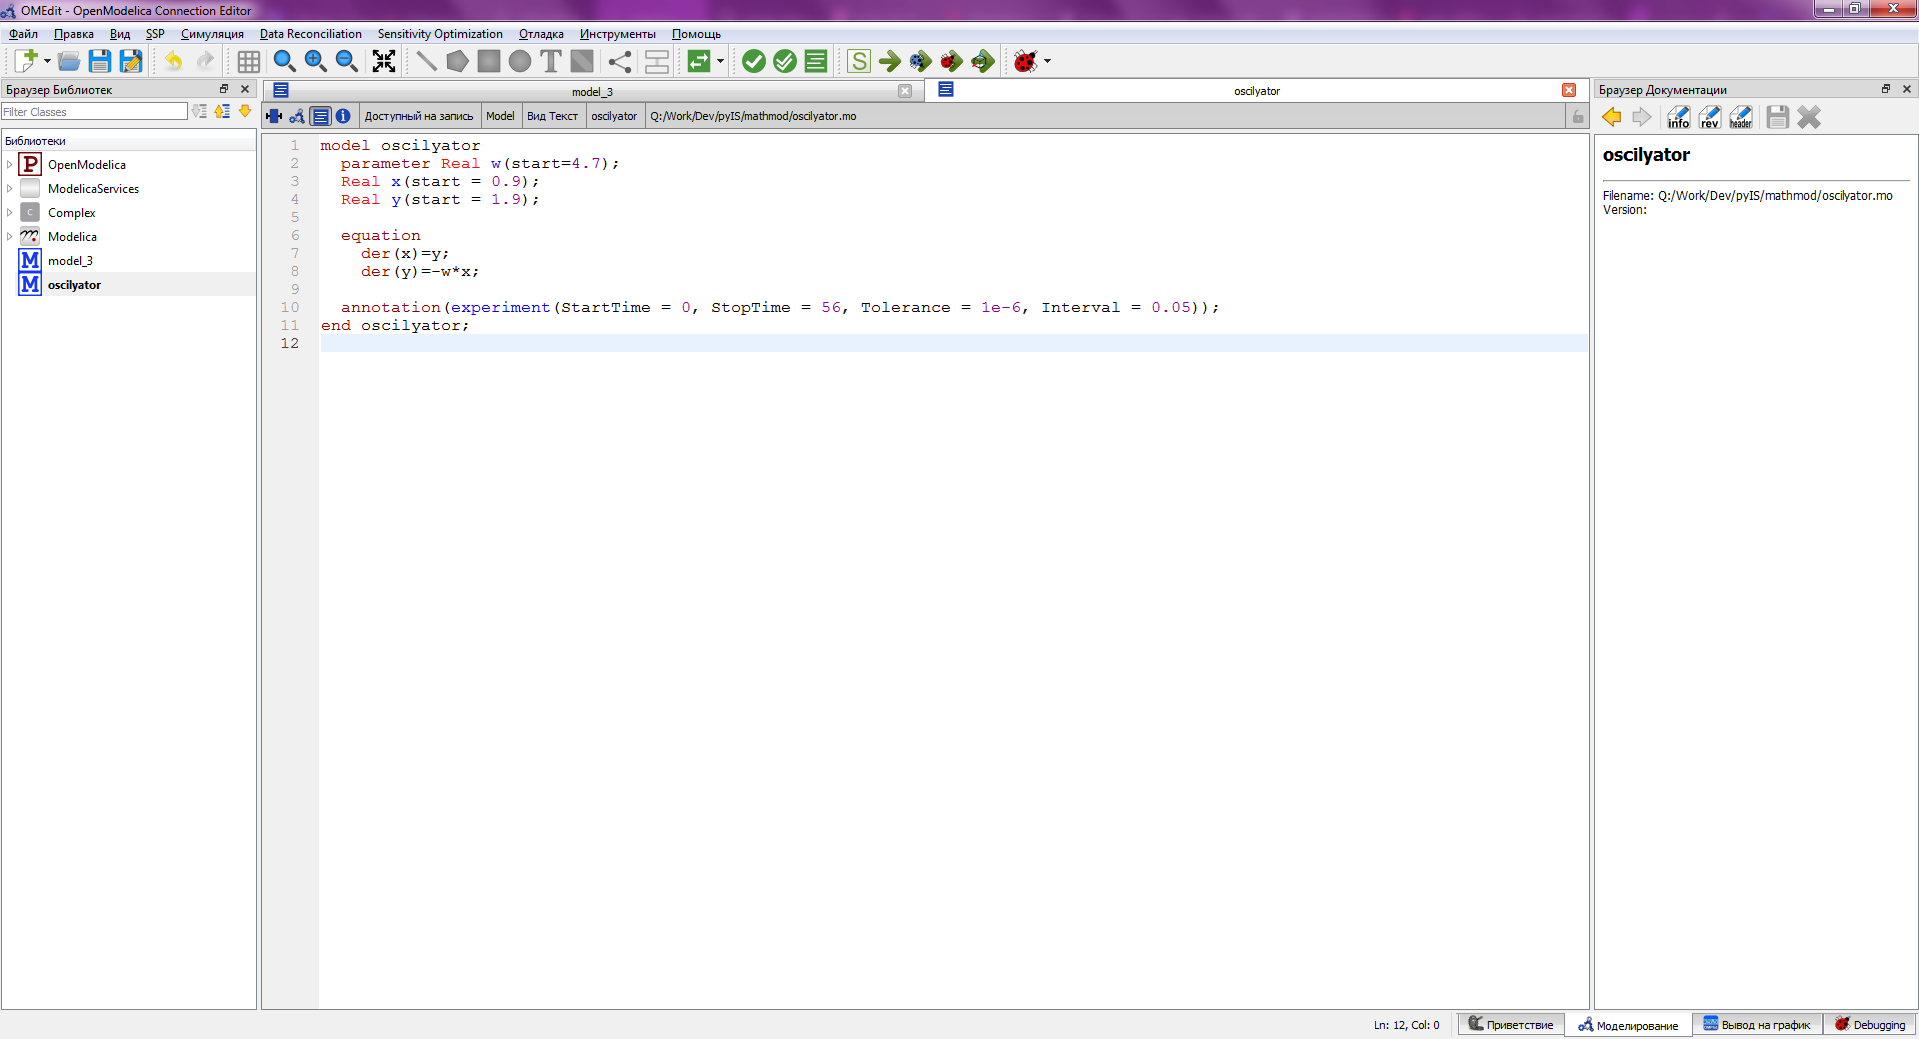 OMEdit - OpenModelica Connection Editor
Файл Правка Вид SSP Симуляция Data Reconciliation Sensitivity Optimization Отладка Инструменты Помощь
T S
Браузер Библиотек
Filter Classes
Библиотеки
P OpenModelica
ModelicaServices
C Complex
Modelica
M model_3
M oscilyator
model_3
oscilyator
Доступный на запись Model Вид Текст oscilyator Q:/Work/Dev/pyIS/mathmod/oscilyator.mo
1 model oscilyator
2 parameter Real w(start=4.7);
3 Real x(start = 0.9);
4 Real y(start = 1.9);
5
6 equation
7 der(x)=y;
8 der(y)=-w*x;
9
10 annotation(experiment(StartTime = 0, StopTime = 56, Tolerance = 1e-6, Interval = 0.05));
11 end oscilyator;
12
Браузер Документации
info rev header
oscilyator
Filename: Q:/Work/Dev/pyIS/mathmod/oscilyator.mo
Version:
Ln: 12, Col: 0 Приветствие Моделирование Вывод на график Debugging